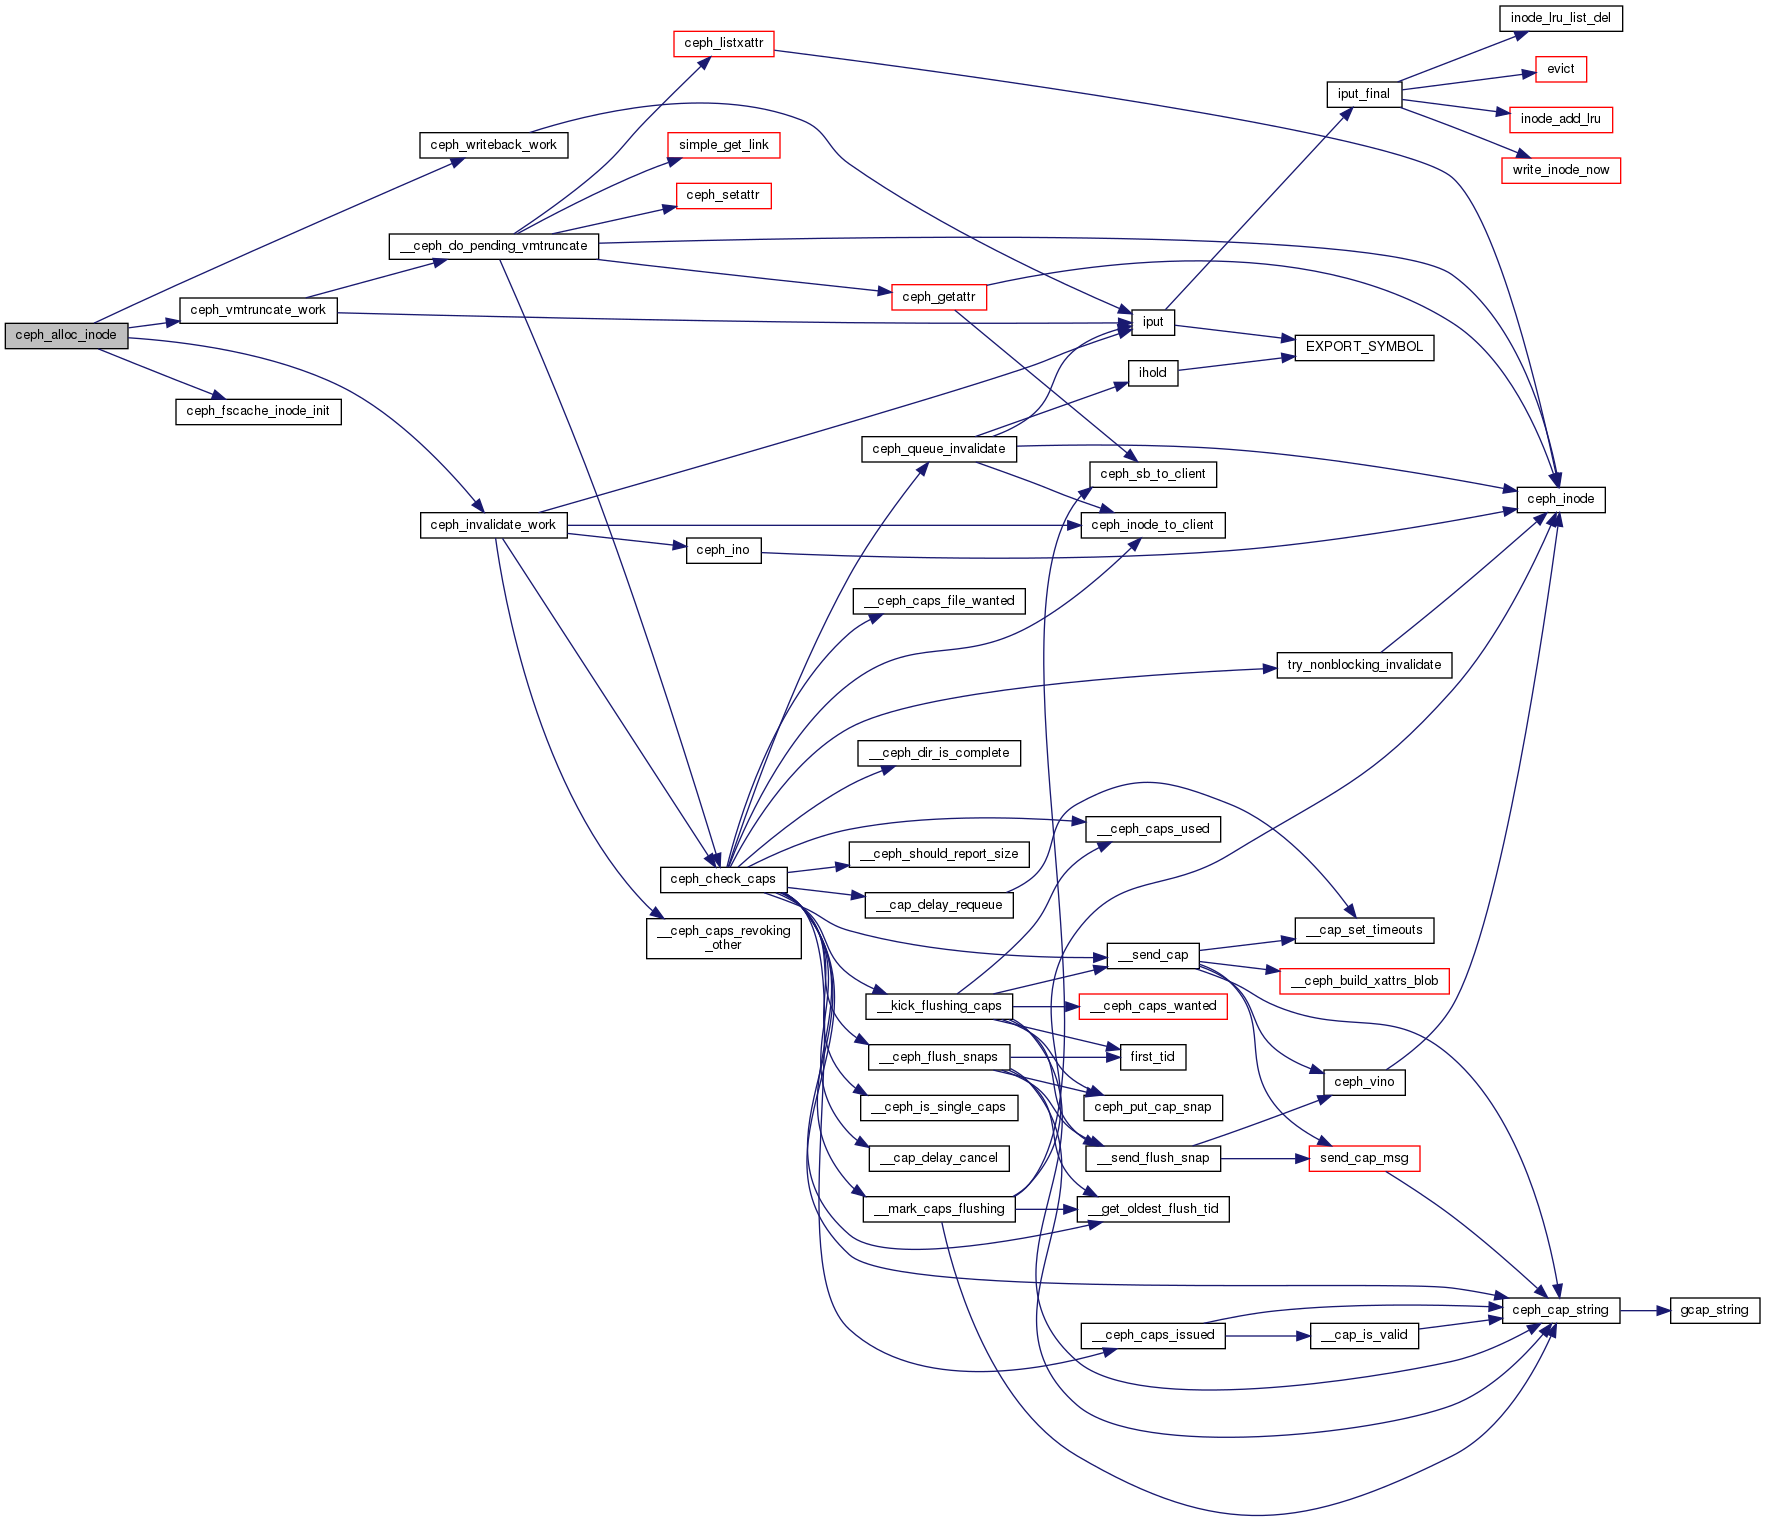 inode_lru_list_del
ceph_listxattr
evict
iput_final
inode_add_lru
ceph_writeback_work
simple_get_link
write_inode_now
ceph_setattr
__ceph_do_pending_vmtruncate
ceph_getattr
ceph_vmtruncate_work
iput
ceph_alloc_inode
EXPORT_SYMBOL
ihold
ceph_fscache_inode_init
ceph_queue_invalidate
ceph_sb_to_client
ceph_inode
ceph_invalidate_work
ceph_inode_to_client
ceph_ino
__ceph_caps_file_wanted
try_nonblocking_invalidate
__ceph_dir_is_complete
__ceph_caps_used
__ceph_should_report_size
ceph_check_caps
__cap_delay_requeue
__cap_set_timeouts
__ceph_caps_revoking
_other
__send_cap
__ceph_build_xattrs_blob
__kick_flushing_caps
__ceph_caps_wanted
__ceph_flush_snaps
first_tid
ceph_vino
__ceph_is_single_caps
ceph_put_cap_snap
__cap_delay_cancel
__send_flush_snap
send_cap_msg
__mark_caps_flushing
__get_oldest_flush_tid
ceph_cap_string
gcap_string
__ceph_caps_issued
__cap_is_valid